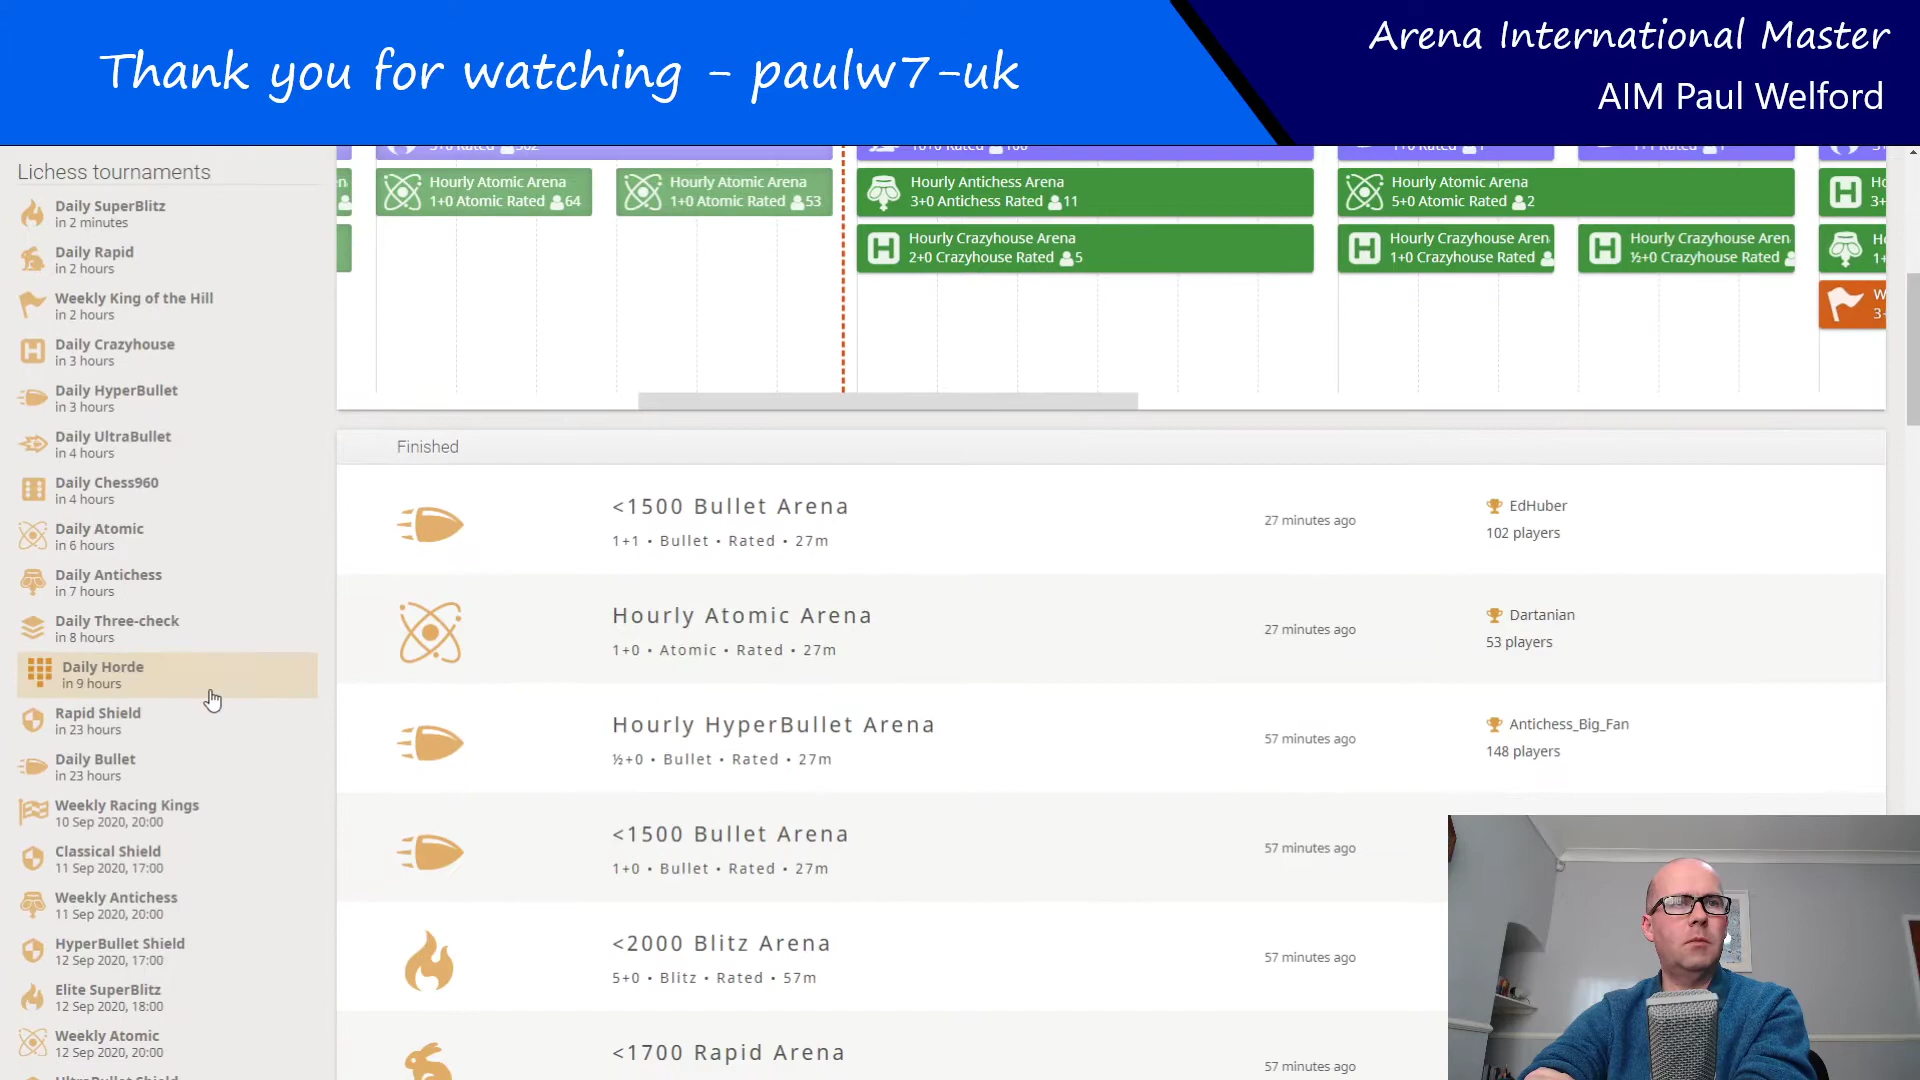 Thank you for watching - paulw7-uk
Arena International Master
AIM Paul Welford
Lichess tournaments
Daily SuperBlitz
in 2 minutes
Daily Rapid
in 2 hours
Weekly King of the Hill
in 2 hours
Daily Crazyhouse
in 3 hours
Daily HyperBullet
in 3 hours
Daily UltraBullet
in 4 hours
Daily Chess960
in 4 hours
Daily Atomic
in 6 hours
Daily Antichess
in 7 hours
Daily Three-check
in 8 hours
Daily Horde
in 9 hours
Rapid Shield
in 23 hours
Daily Bullet
in 23 hours
Weekly Racing Kings
10 Sep 2020, 20:00
Classical Shield
11 Sep 2020, 17:00
Weekly Antichess
11 Sep 2020, 20:00
HyperBullet Shield
12 Sep 2020, 17:00
Elite SuperBlitz
12 Sep 2020, 18:00
Weekly Atomic
12 Sep 2020, 20:00
Hourly Atomic Arena
1+0 Atomic Rated 64
Hourly Atomic Arena
1+0 Atomic Rated 53
Hourly Antichess Arena
3+0 Antichess Rated 11
Hourly Atomic Arena
5+0 Atomic Rated 2
Hourly Crazyhouse Arena
2+0 Crazyhouse Rated 5
Hourly Crazyhouse Aren
1+0 Crazyhouse Rated
Hourly Crazyhouse Aren
½+0 Crazyhouse Rated
Finished
<1500 Bullet Arena
1+1 • Bullet • Rated • 27m
27 minutes ago
EdHuber
102 players
Hourly Atomic Arena
1+0 • Atomic • Rated • 27m
27 minutes ago
Dartanian
53 players
Hourly HyperBullet Arena
½+0 • Bullet • Rated • 27m
57 minutes ago
Antichess_Big_Fan
148 players
<1500 Bullet Arena
1+0 • Bullet • Rated • 27m
57 minutes ago
<2000 Blitz Arena
5+0 • Blitz • Rated • 57m
57 minutes ago
<1700 Rapid Arena
57 minutes ago